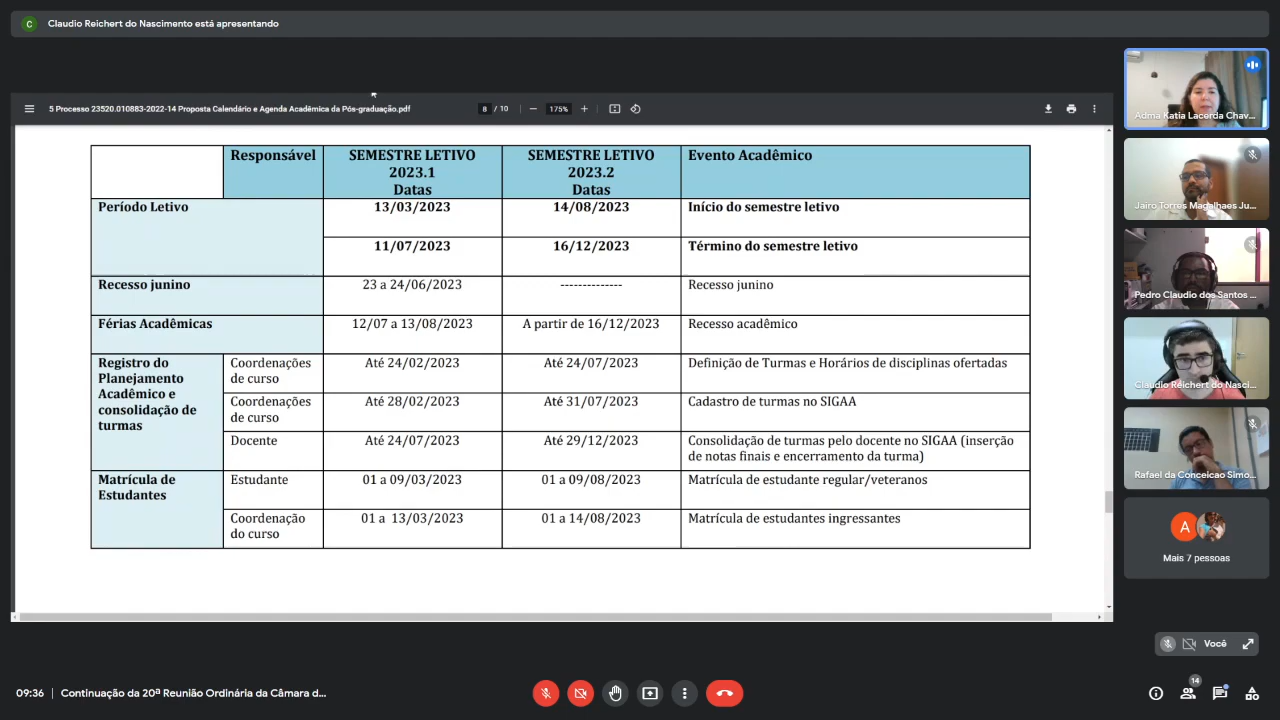 C Claudio Reichert do Nascimento está apresentando
5 Processo 23520.010883-2022-14 Proposta Calendário e Agenda Acadêmica da Pós-graduação.pdf 8 / 10 175%
Responsável SEMESTRE LETIVO 2023.1 Datas SEMESTRE LETIVO 2023.2 Datas Evento Acadêmico
Período Letivo 13/03/2023 14/08/2023 Início do semestre letivo
11/07/2023 16/12/2023 Término do semestre letivo
Recesso junino 23 a 24/06/2023 -------------- Recesso junino
Férias Acadêmicas 12/07 a 13/08/2023 A partir de 16/12/2023 Recesso acadêmico
Registro do Planejamento Acadêmico e consolidação de turmas Coordenações de curso Até 24/02/2023 Até 24/07/2023 Definição de Turmas e Horários de disciplinas ofertadas
Coordenações de curso Até 28/02/2023 Até 31/07/2023 Cadastro de turmas no SIGAA
Docente Até 24/07/2023 Até 29/12/2023 Consolidação de turmas pelo docente no SIGAA (inserção de notas finais e encerramento da turma)
Matrícula de Estudantes Estudante 01 a 09/03/2023 01 a 09/08/2023 Matrícula de estudante regular/veteranos
Coordenação do curso 01 a 13/03/2023 01 a 14/08/2023 Matrícula de estudantes ingressantes
Adma Katia Lacerda Chav...
Jairo Torres Magalhaes Ju...
Pedro Claudio dos Santos ...
Claudio Reichert do Nasci...
Rafael da Conceicao Simo...
A
Mais 7 pessoas
Você
09:36 | Continuação da 20ª Reunião Ordinária da Câmara d...
14